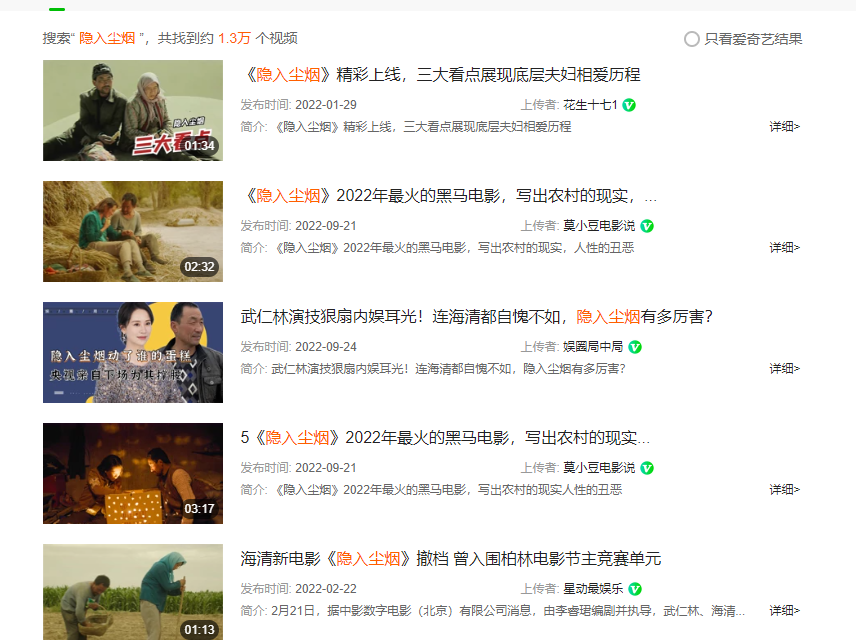 搜索“ 隐入尘烟 ”，共找到约 1.3万 个视频
只看爱奇艺结果
《隐入尘烟》精彩上线，三大看点展现底层夫妇相爱历程
发布时间: 2022-01-29
上传者: 花生十七1
简介: 《隐入尘烟》精彩上线，三大看点展现底层夫妇相爱历程
详细>
隐入尘烟
三大看点
01:34
《隐入尘烟》2022年最火的黑马电影，写出农村的现实，...
发布时间: 2022-09-21
上传者: 莫小豆电影说
简介: 《隐入尘烟》2022年最火的黑马电影，写出农村的现实，人性的丑恶
详细>
02:32
武仁林演技狠扇内娱耳光！连海清都自愧不如，隐入尘烟有多厉害？
发布时间: 2022-09-24
上传者: 娱圈局中局
简介: 武仁林演技狠扇内娱耳光！连海清都自愧不如，隐入尘烟有多厉害？
详细>
隐入尘烟动了谁的蛋糕
央视亲自下场为其撑腰
5《隐入尘烟》2022年最火的黑马电影，写出农村的现实...
发布时间: 2022-09-21
上传者: 莫小豆电影说
简介: 《隐入尘烟》2022年最火的黑马电影，写出农村的现实人性的丑恶
详细>
03:17
海清新电影《隐入尘烟》撤档 曾入围柏林电影节主竞赛单元
发布时间: 2022-02-22
上传者: 星动最娱乐
简介: 2月21日，据中影数字电影（北京）有限公司消息，由李睿珺编剧并执导，武仁林、海清...
详细>
01:13